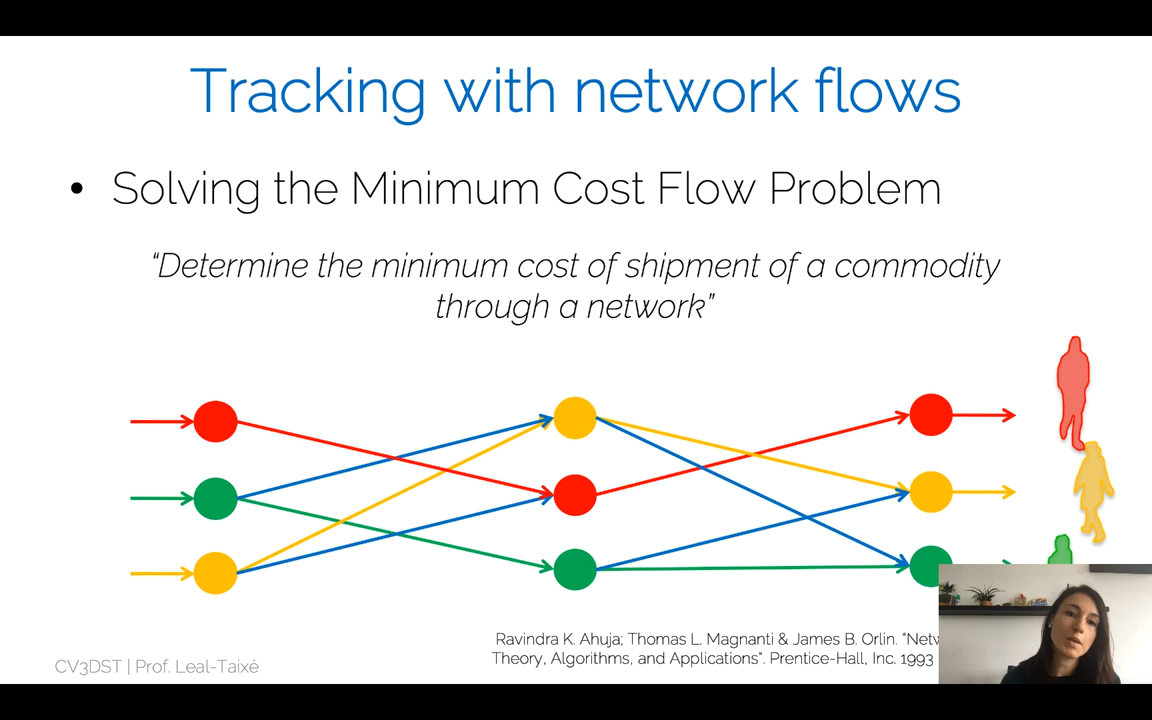 Tracking with network flows
• Solving the Minimum Cost Flow Problem
“Determine the minimum cost of shipment of a commodity
through a network”
Ravindra K. Ahuja; Thomas L. Magnanti & James B. Orlin. “Netw
Theory, Algorithms, and Applications”. Prentice-Hall, Inc. 1993
CV3DST | Prof. Leal-Taixé